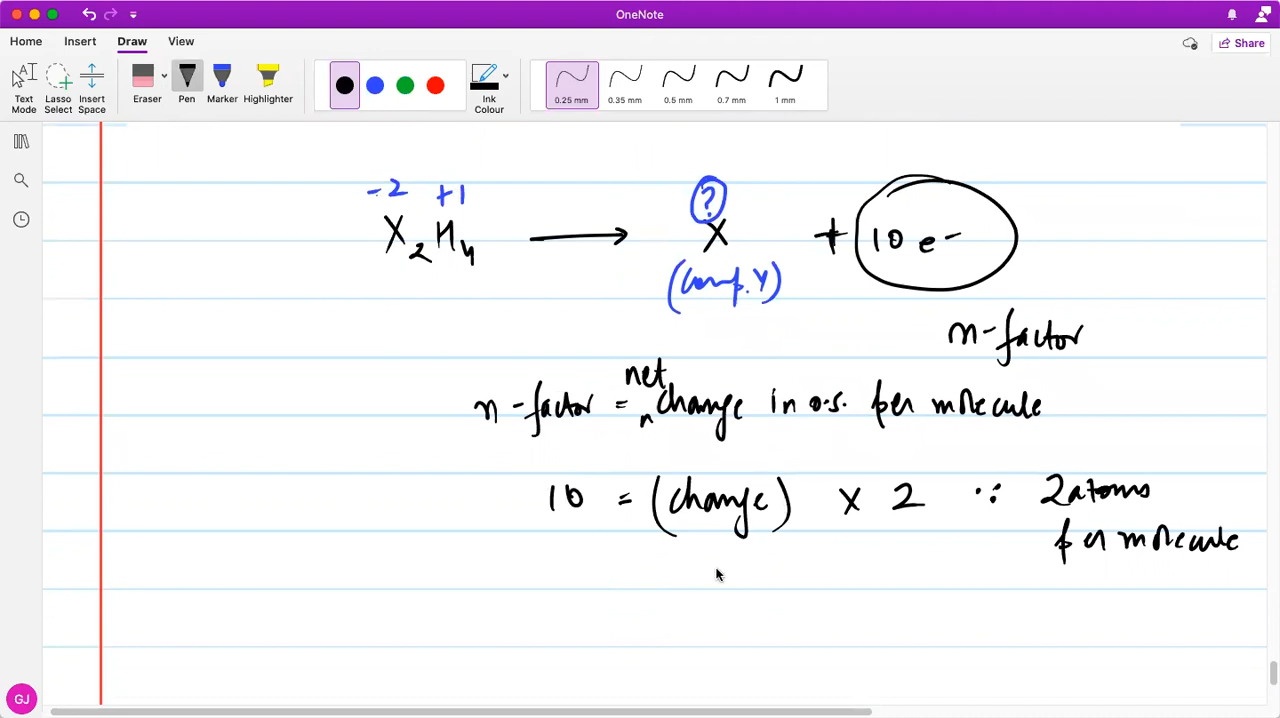 OneNote
Home Insert Draw View
Share
Text Mode
Lasso Select
Insert Space
Eraser
Pen
Marker
Highlighter
Ink Colour
0.25 mm 0.35 mm 0.5 mm 0.7 mm 1 mm
-2 +1 ?
X₂H₄ ⟶ X + 10 e⁻
(comp. Y)
n-factor
n-factor = net change in o.s. per molecule
10 = (change) × 2 ∵ 2 atoms
per molecule
GJ